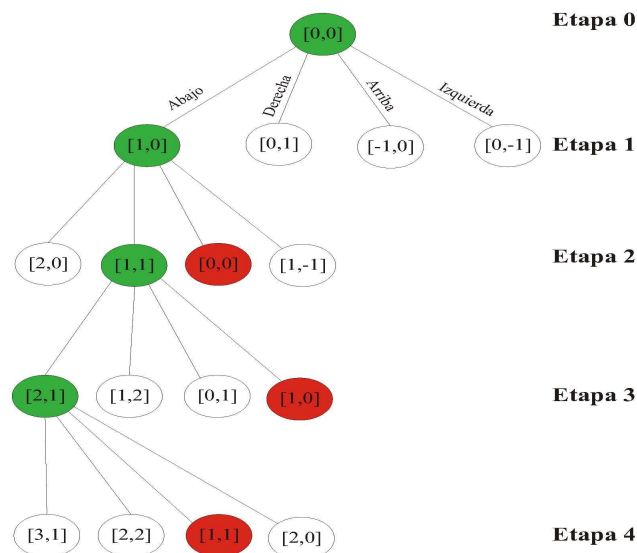 [0,0] Etapa 0
Abajo Derecha Arriba Izquierda
[1,0] [0,1] [-1,0] [0,-1] Etapa 1
[2,0] [1,1] [0,0] [1,-1] Etapa 2
[2,1] [1,2] [0,1] [1,0] Etapa 3
[3,1] [2,2] [1,1] [2,0] Etapa 4